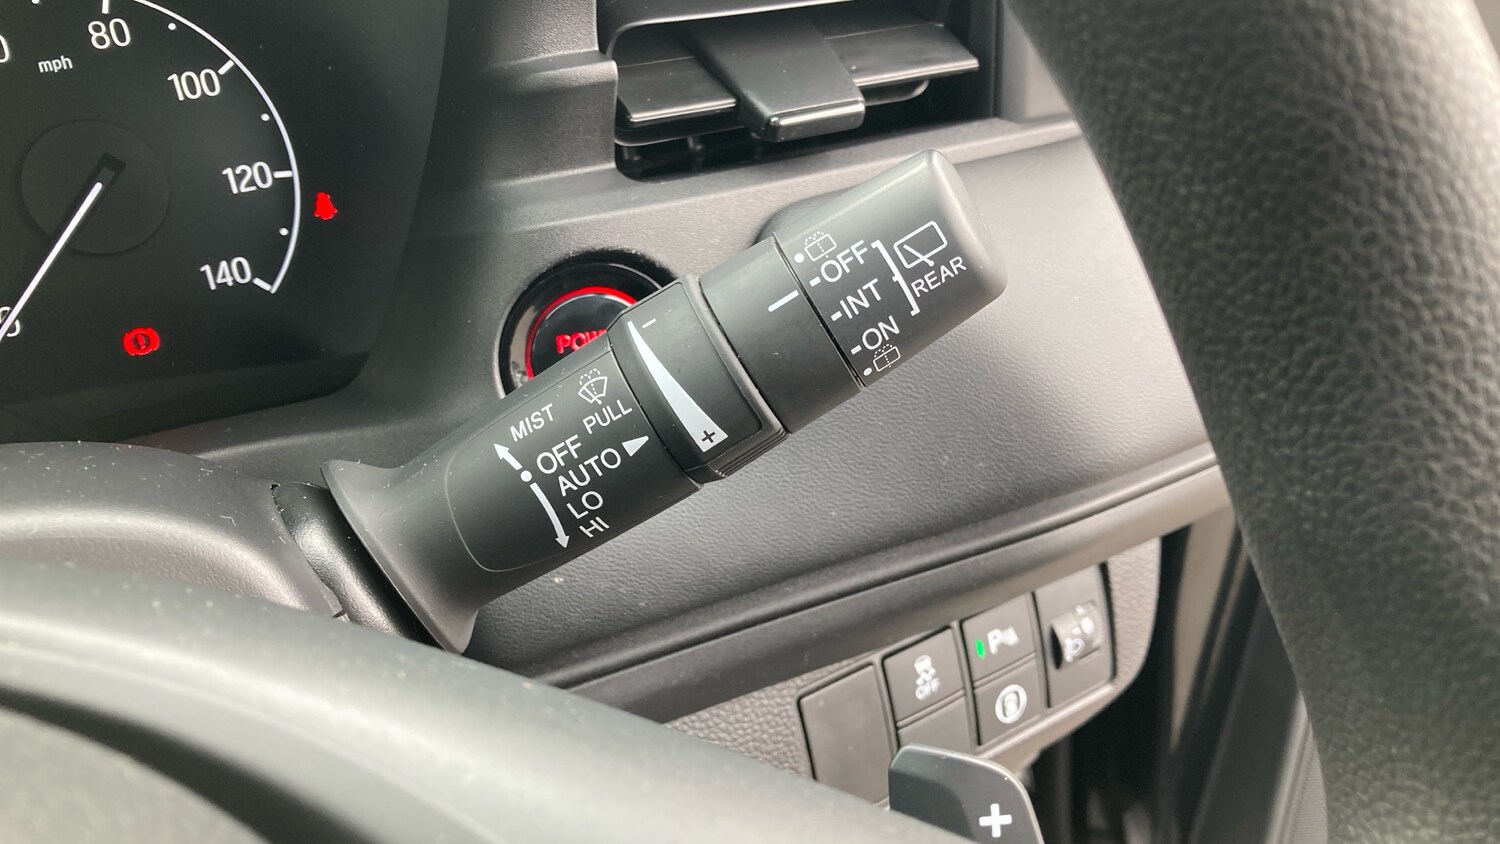 80
mph
100
120
140
OFF
INT
ON
REAR
MIST
PULL
OFF
AUTO
LO
HI
- 
+
OFF
P
+